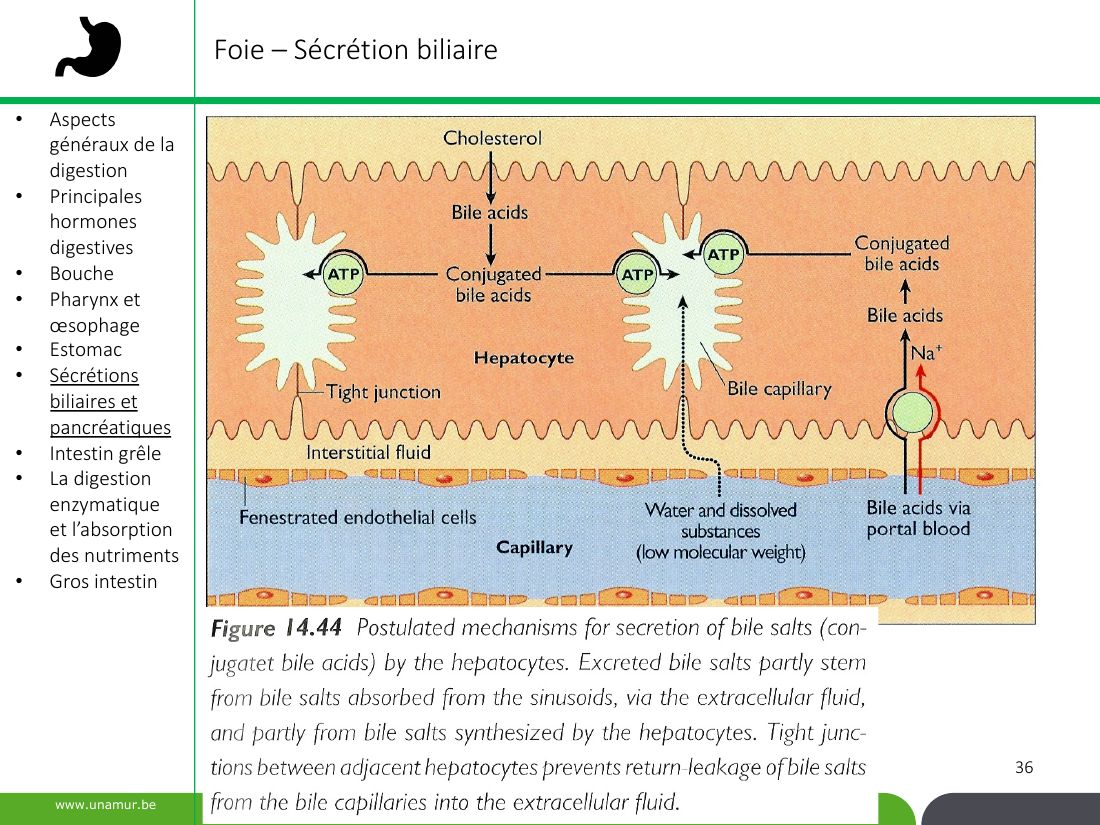 Foie – Sécrétion biliaire
• Aspects
généraux de la
digestion
• Principales
hormones
digestives
• Bouche
• Pharynx et
œsophage
• Estomac
• Sécrétions
biliaires et
pancréatiques
• Intestin grêle
• La digestion
enzymatique
et l’absorption
des nutriments
• Gros intestin
Cholesterol
Bile acids
ATP
Conjugated
bile acids
ATP
ATP
Conjugated
bile acids
Bile acids
Na⁺
Hepatocyte
Tight junction
Bile capillary
Interstitial fluid
Fenestrated endothelial cells
Capillary
Water and dissolved
substances
(low molecular weight)
Bile acids via
portal blood
Figure 14.44 Postulated mechanisms for secretion of bile salts (con-
jugatet bile acids) by the hepatocytes. Excreted bile salts partly stem
from bile salts absorbed from the sinusoids, via the extracellular fluid,
and partly from bile salts synthesized by the hepatocytes. Tight junc-
tions between adjacent hepatocytes prevents return-leakage of bile salts
from the bile capillaries into the extracellular fluid.
36
www.unamur.be